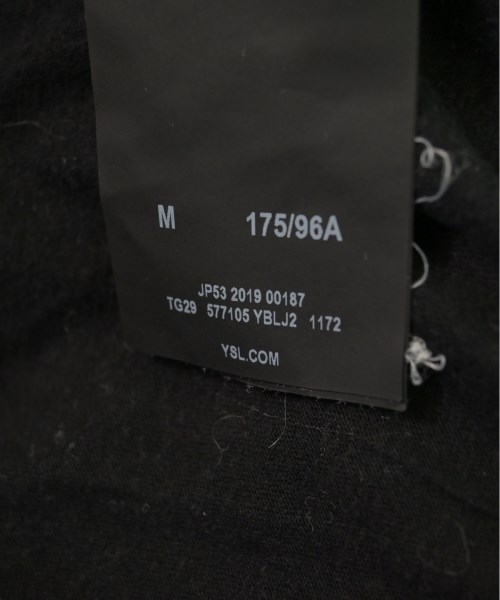 M 175/96A
JP53 2019 00187
TG29 577105 YBLJ2 1172
YSL.COM